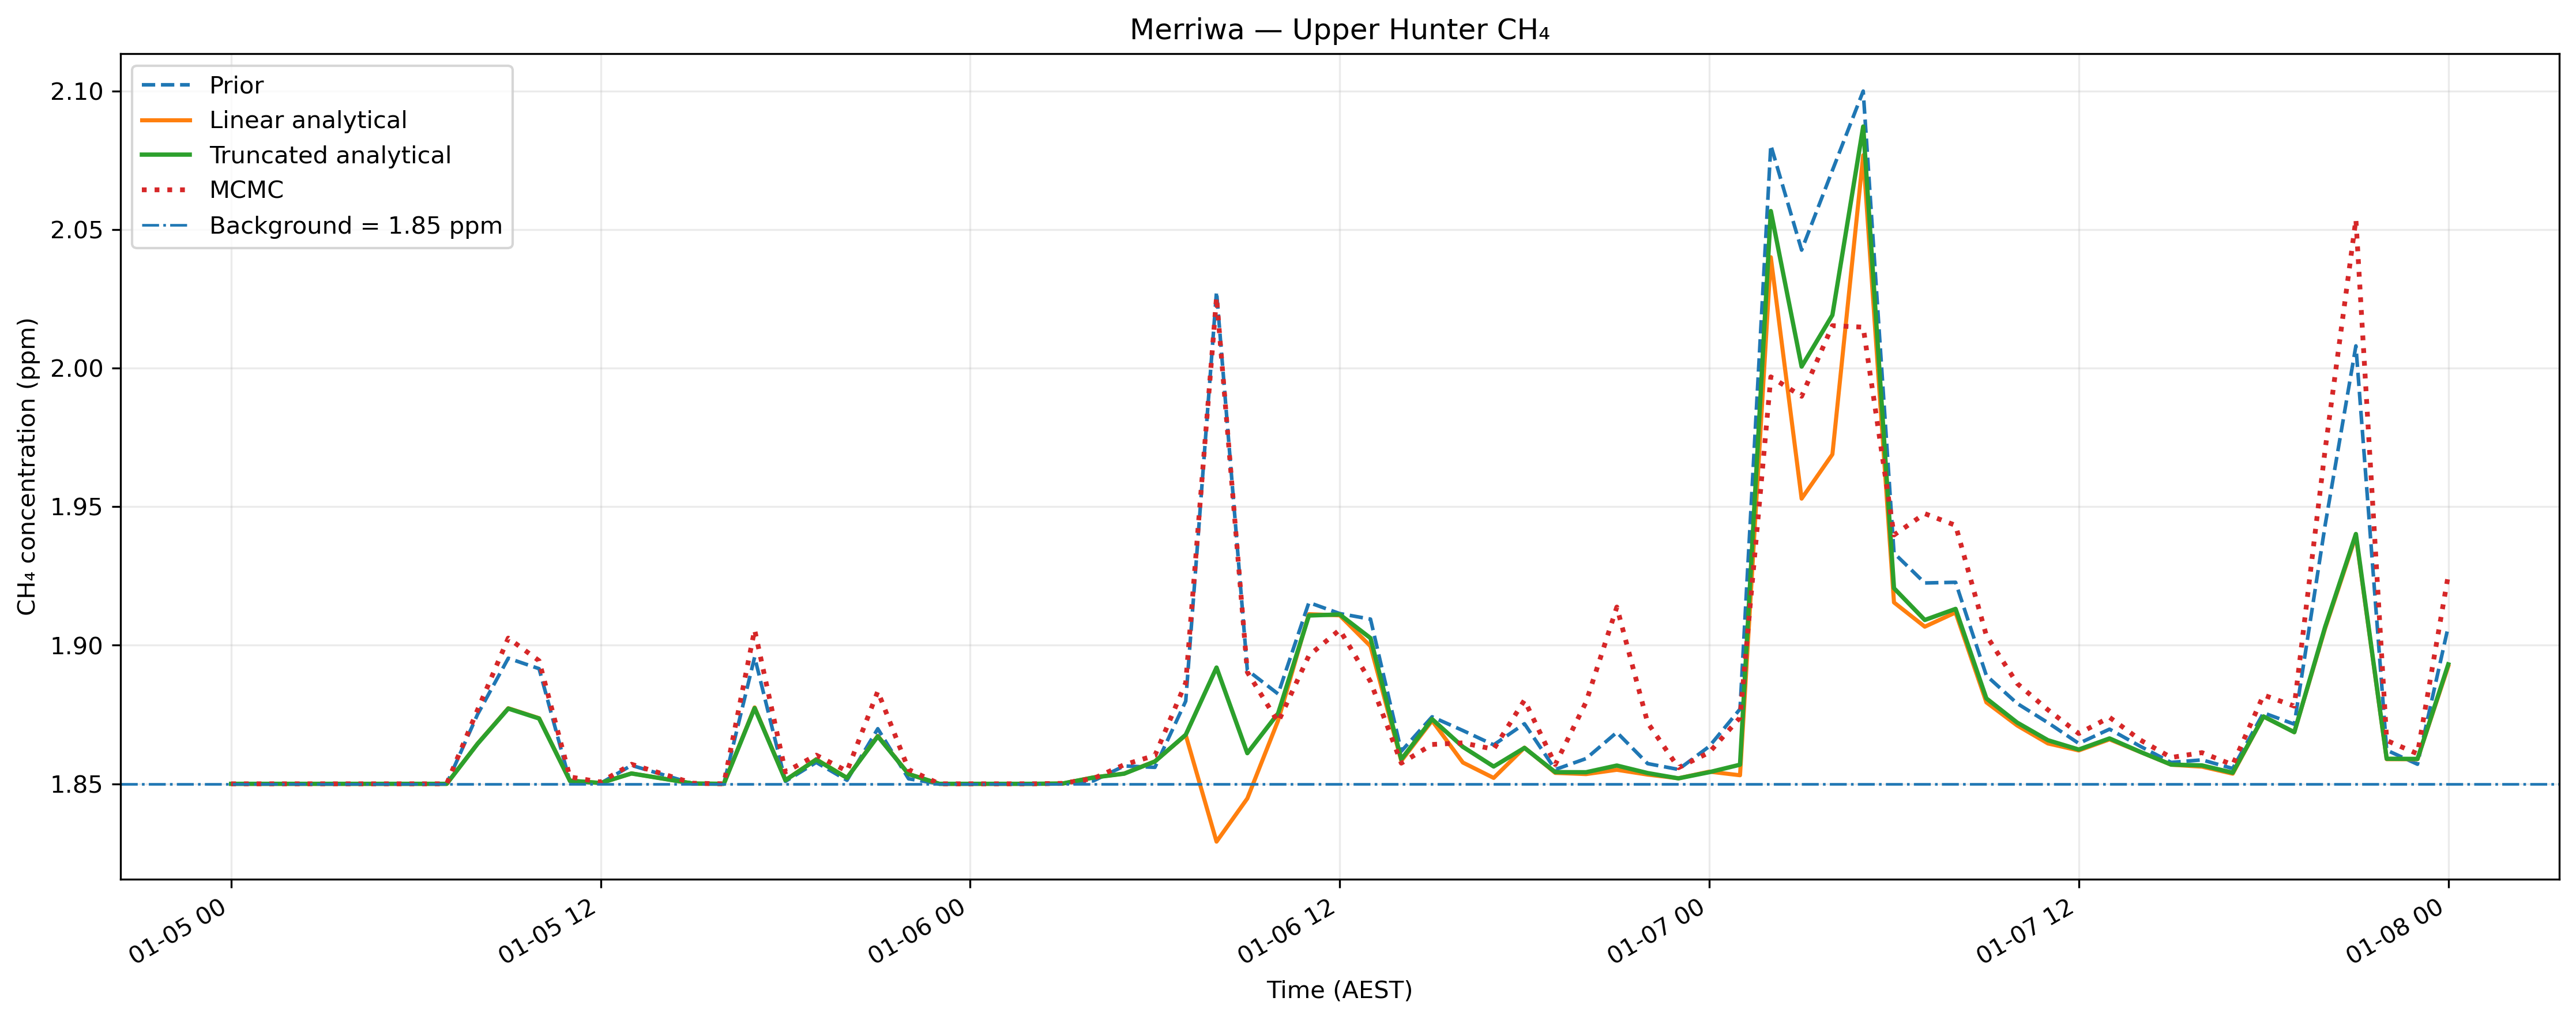 Merriwa — Upper Hunter CH₄
Prior
Linear analytical
Truncated analytical
MCMC
Background = 1.85 ppm
CH₄ concentration (ppm)
2.10
2.05
2.00
1.95
1.90
1.85
01-05 00
01-05 12
01-06 00
01-06 12
01-07 00
01-07 12
01-08 00
Time (AEST)